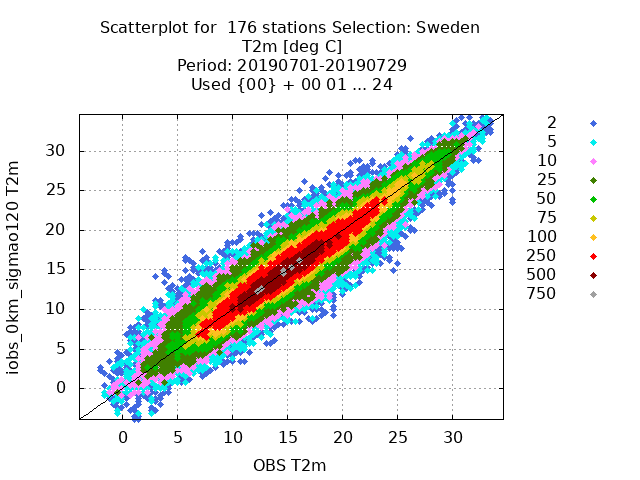 Scatterplot for  176 stations Selection: Sweden
T2m [deg C]
Period: 20190701-20190729
Used {00} + 00 01 ... 24
iobs_0km_sigmao120 T2m
30
25
20
15
10
5
0
0 5 10 15 20 25 30
OBS T2m
2
5
10
25
50
75
100
250
500
750